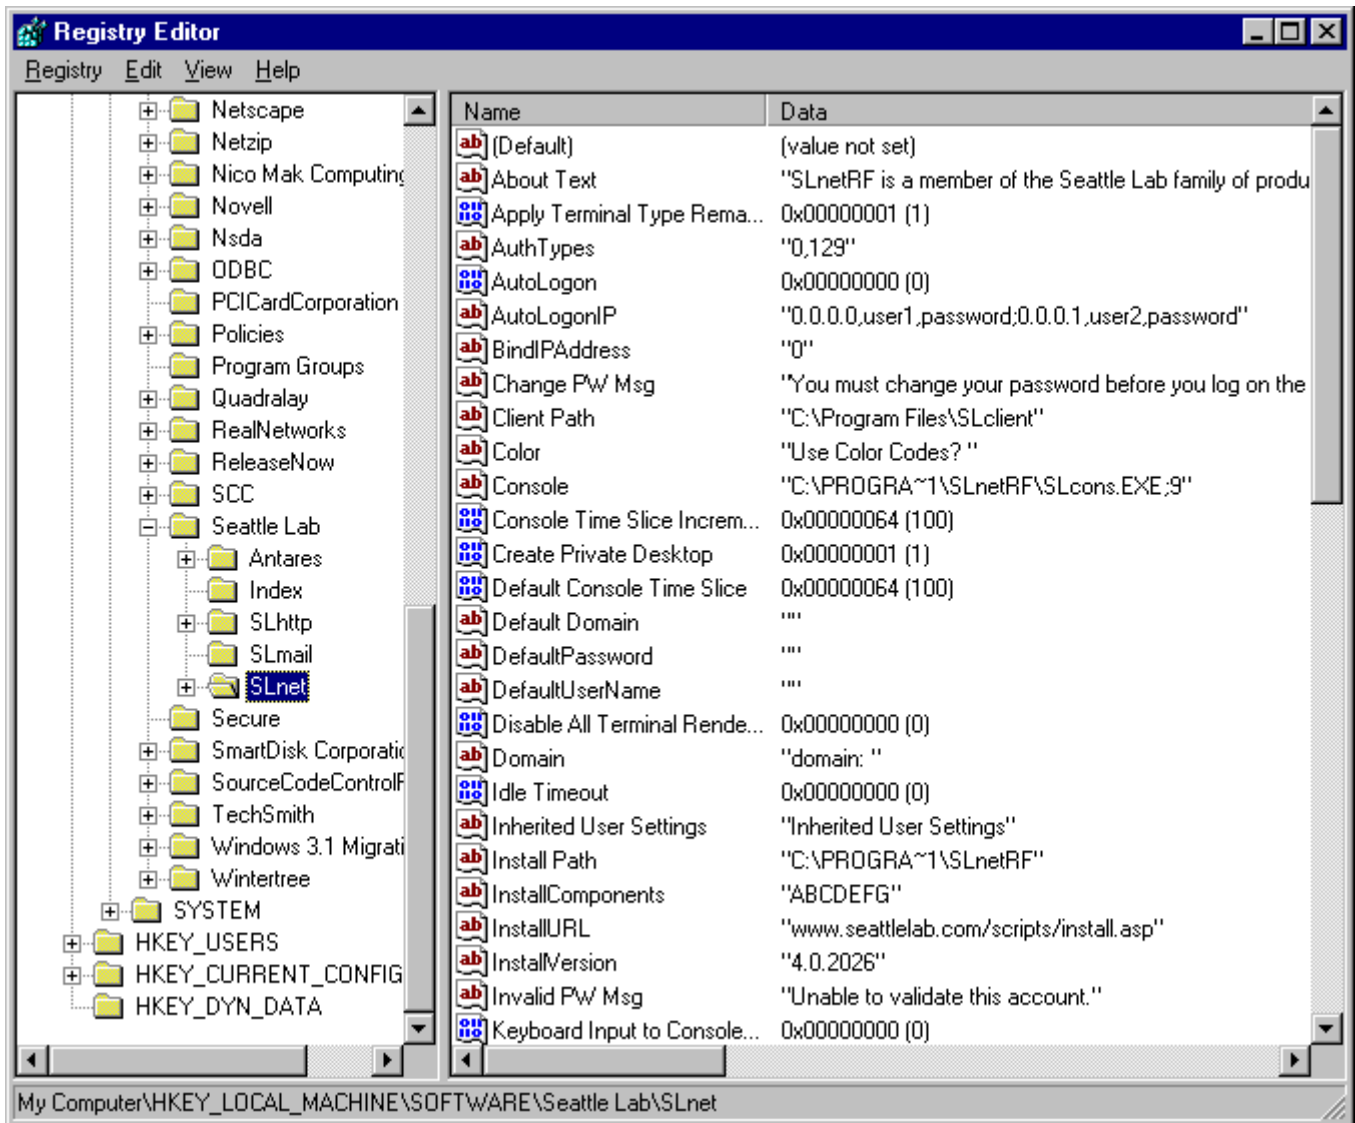 Registry Editor
Registry Edit View Help
Netscape
Netzip
Nico Mak Computing
Novell
Nsda
ODBC
PCICardCorporation
Policies
Program Groups
Quadralay
RealNetworks
ReleaseNow
SCC
Seattle Lab
Antares
Index
SLhttp
SLmail
SLnet
Secure
SmartDisk Corporatio
SourceCodeControlF
TechSmith
Windows 3.1 Migrati
Wintertree
SYSTEM
HKEY_USERS
HKEY_CURRENT_CONFIG
HKEY_DYN_DATA
Name Data
(Default) (value not set)
About Text "SLnetRF is a member of the Seattle Lab family of produ
Apply Terminal Type Rema... 0x00000001 (1)
AuthTypes "0,129"
AutoLogon 0x00000000 (0)
AutoLogonIP "0.0.0.0,user1,password;0.0.0.1,user2,password"
BindIPAddress "0"
Change PW Msg "You must change your password before you log on the
Client Path "C:\Program Files\SLclient"
Color "Use Color Codes? "
Console "C:\PROGRA~1\SLnetRF\SLcons.EXE;9"
Console Time Slice Increm... 0x00000064 (100)
Create Private Desktop 0x00000001 (1)
Default Console Time Slice 0x00000064 (100)
Default Domain ""
DefaultPassword ""
DefaultUserName ""
Disable All Terminal Rende... 0x00000000 (0)
Domain "domain: "
Idle Timeout 0x00000000 (0)
Inherited User Settings "Inherited User Settings"
Install Path "C:\PROGRA~1\SLnetRF"
InstallComponents "ABCDEFG"
InstallURL "www.seattlelab.com/scripts/install.asp"
InstallVersion "4.0.2026"
Invalid PW Msg "Unable to validate this account."
Keyboard Input to Console... 0x00000000 (0)
My Computer\HKEY_LOCAL_MACHINE\SOFTWARE\Seattle Lab\SLnet